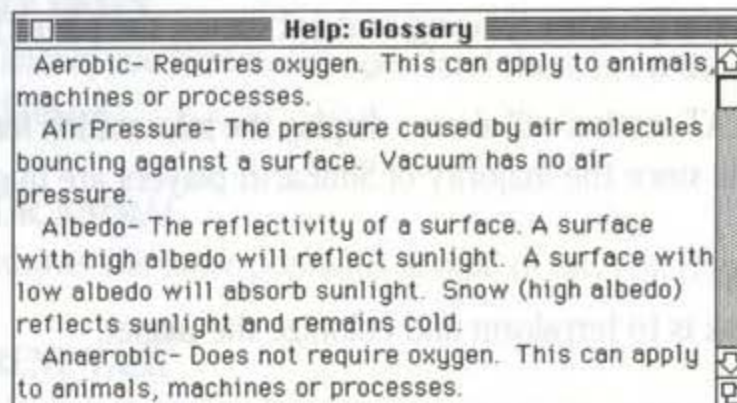 Help: Glossary
Aerobic- Requires oxygen. This can apply to animals,
machines or processes.
Air Pressure- The pressure caused by air molecules
bouncing against a surface. Vacuum has no air
pressure.
Albedo- The reflectivity of a surface. A surface
with high albedo will reflect sunlight. A surface with
low albedo will absorb sunlight. Snow (high albedo)
reflects sunlight and remains cold.
Anaerobic- Does not require oxygen. This can apply
to animals, machines or processes.